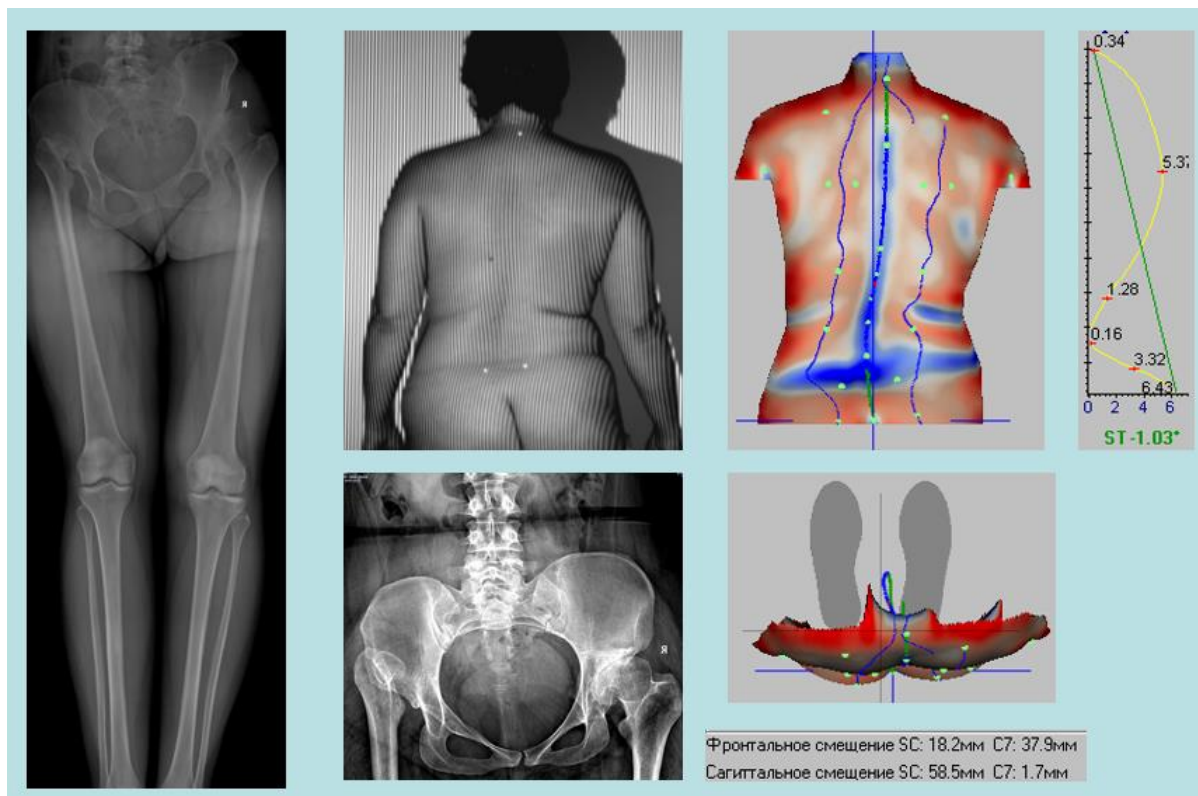 Я
0.34
5.37
1.28
0.16
3.32
6.43
0 2 4 6
ST -1.03°
Я
Фронтальное смещение SC: 18.2мм C7: 37.9мм
Сагиттальное смещение SC: 58.5мм C7: 1.7мм